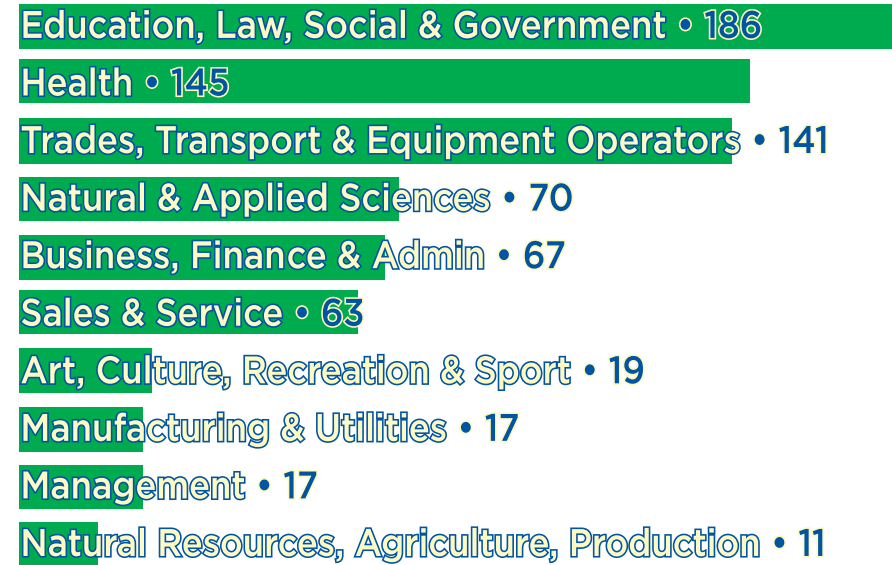 Education, Law, Social & Government • 186
Health • 145
Trades, Transport & Equipment Operators • 141
Natural & Applied Sciences • 70
Business, Finance & Admin • 67
Sales & Service • 63
Art, Culture, Recreation & Sport • 19
Manufacturing & Utilities • 17
Management • 17
Natural Resources, Agriculture, Production • 11